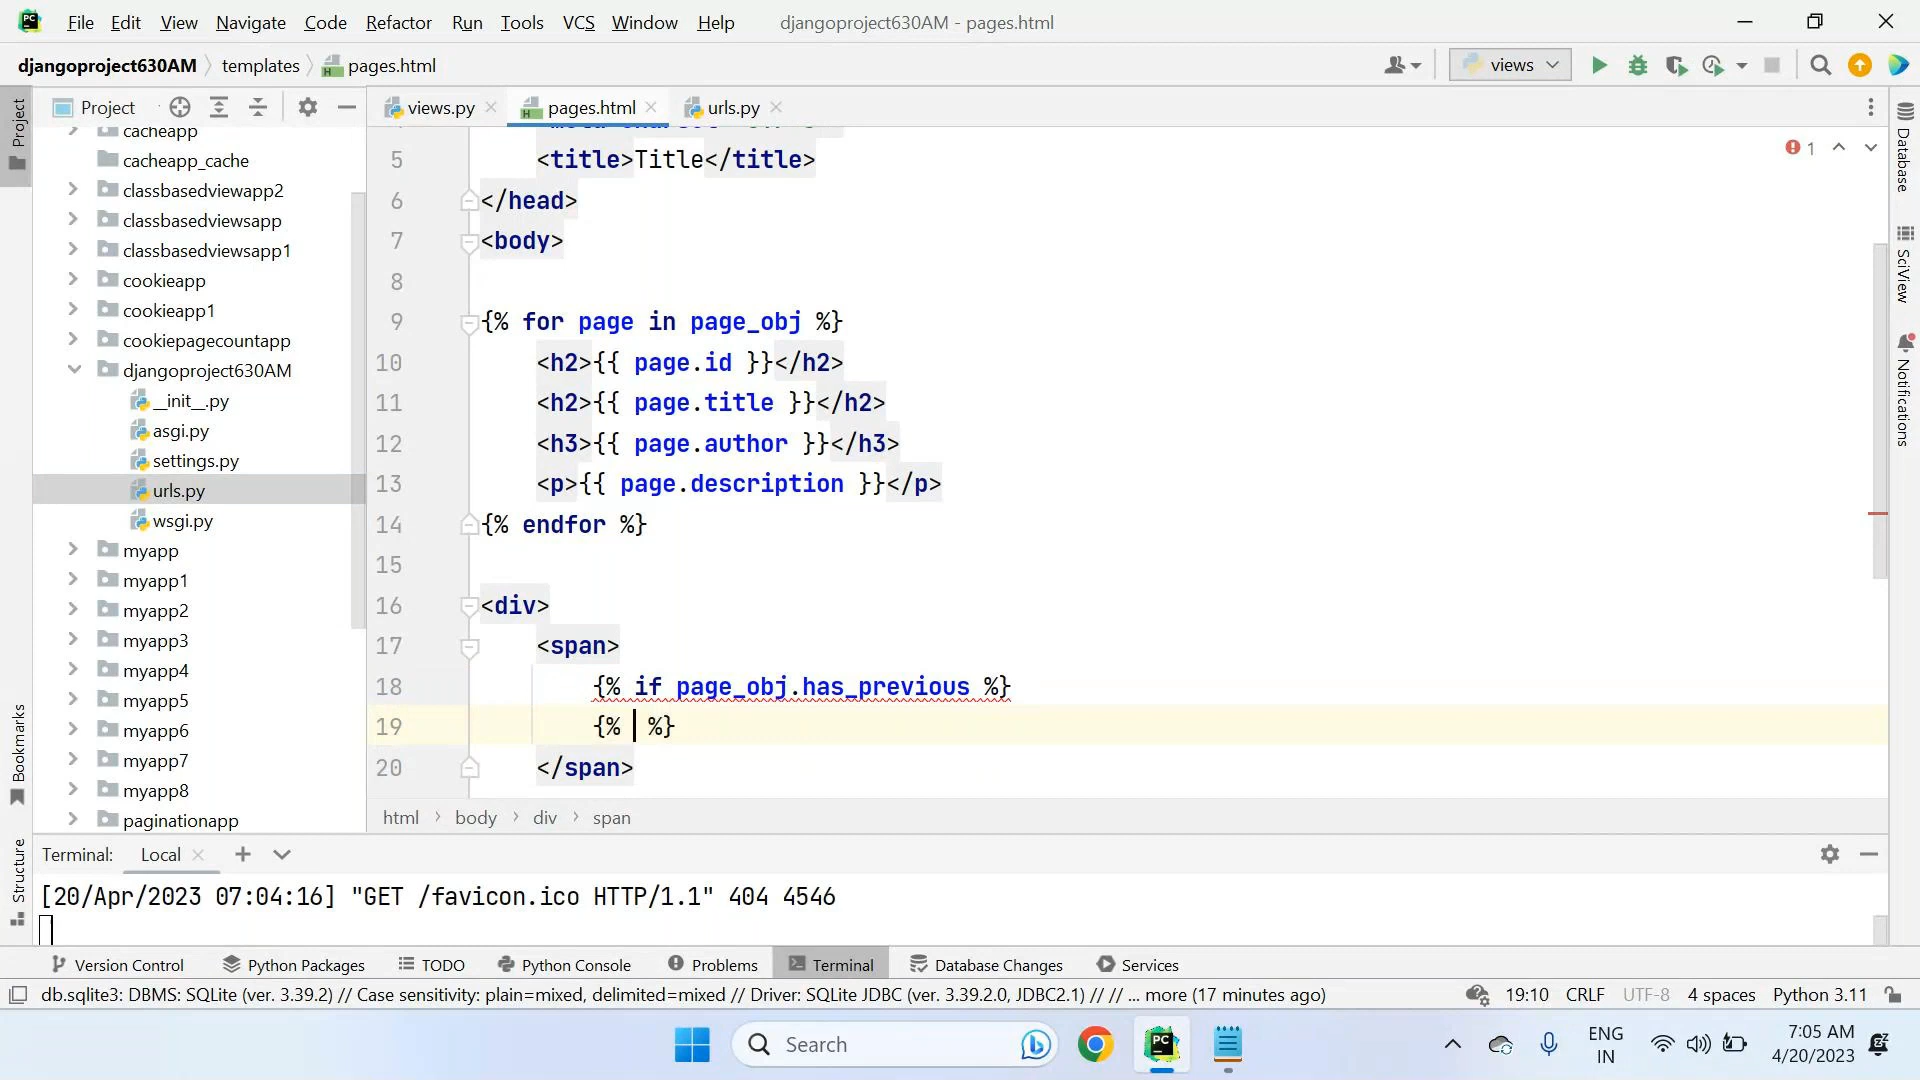 File Edit View Navigate Code Refactor Run Tools VCS Window Help djangoproject630AM - pages.html
djangoproject630AM templates pages.html views
Project
Project
views.py pages.html urls.py
cacheapp
cacheapp_cache
classbasedviewapp2
classbasedviewsapp
classbasedviewsapp1
cookieapp
cookieapp1
cookiepagecountapp
djangoproject630AM
__init__.py
asgi.py
settings.py
urls.py
wsgi.py
myapp
myapp1
myapp2
myapp3
myapp4
myapp5
myapp6
myapp7
myapp8
paginationapp
5 <title>Title</title>
6 </head>
7 <body>
8
9 {% for page in page_obj %}
10 <h2>{{ page.id }}</h2>
11 <h2>{{ page.title }}</h2>
12 <h3>{{ page.author }}</h3>
13 <p>{{ page.description }}</p>
14 {% endfor %}
15
16 <div>
17 <span>
18 {% if page_obj.has_previous %}
19 {% %}
20 </span>
1
Database
SciView
Notifications
Bookmarks
Structure
html body div span
Terminal: Local
[20/Apr/2023 07:04:16] "GET /favicon.ico HTTP/1.1" 404 4546
Version Control Python Packages TODO Python Console Problems Terminal Database Changes Services
db.sqlite3: DBMS: SQLite (ver. 3.39.2) // Case sensitivity: plain=mixed, delimited=mixed // Driver: SQLite JDBC (ver. 3.39.2.0, JDBC2.1) // // ... more (17 minutes ago) 19:10 CRLF UTF-8 4 spaces Python 3.11
Search
PC
ENG
IN
7:05 AM
4/20/2023